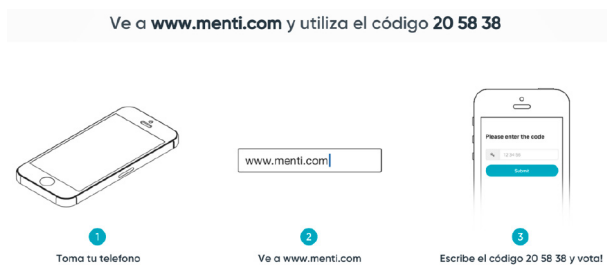 Ve a www.menti.com y utiliza el código 20 58 38
www.menti.com
Please enter the code
Submit
1
2
3
Toma tu telefono
Ve a www.menti.com
Escribe el código 20 58 38 y vota!